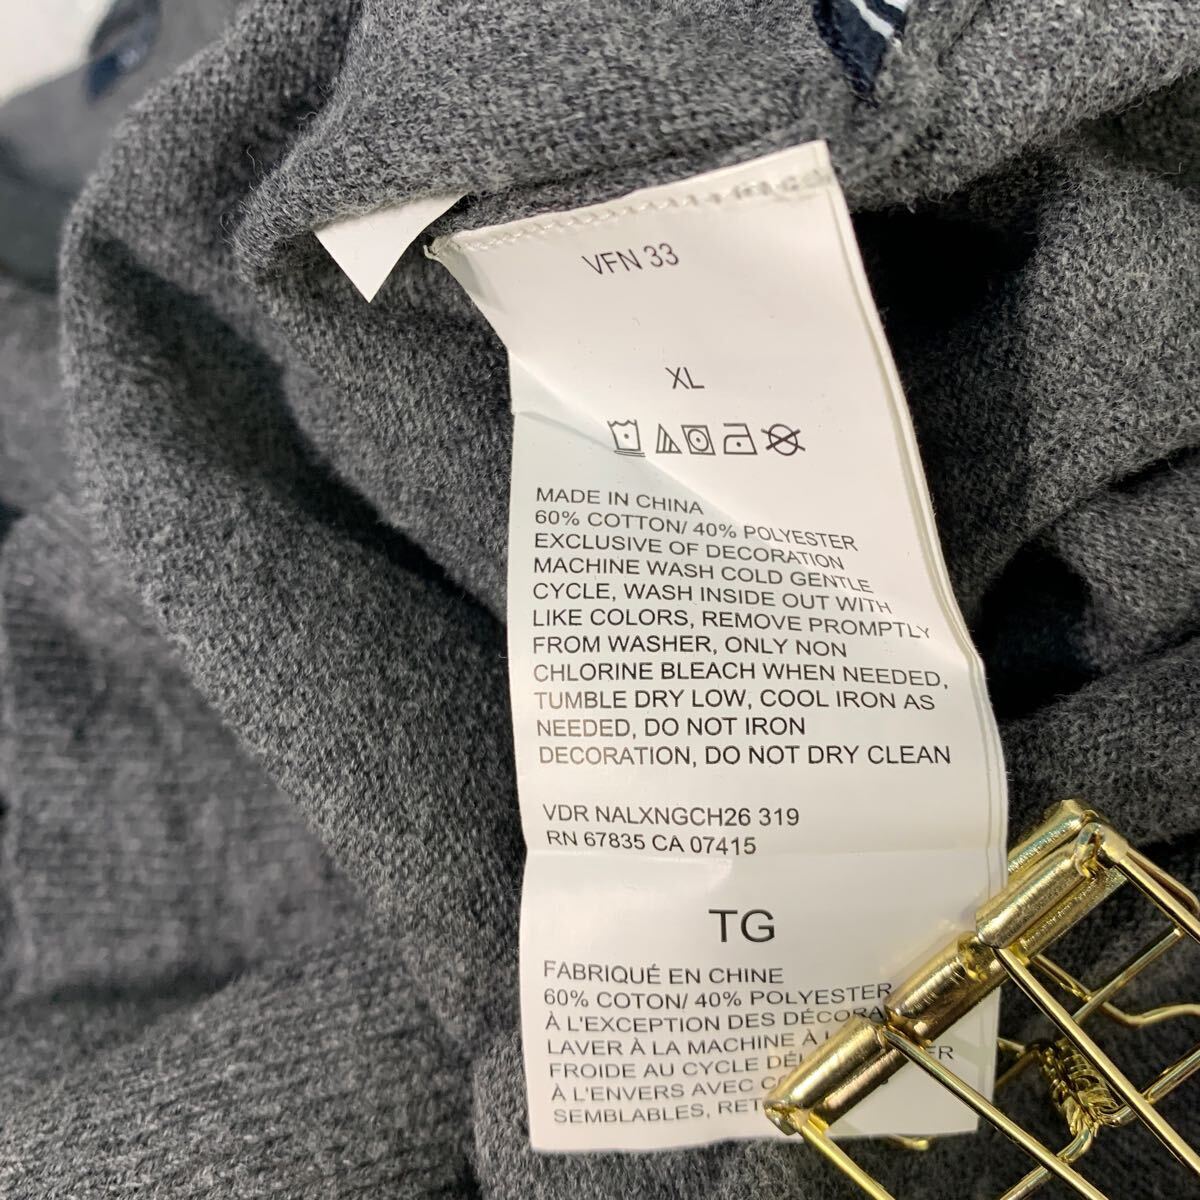 VFN 33
XL
MADE IN CHINA
60% COTTON/ 40% POLYESTER
EXCLUSIVE OF DECORATION
MACHINE WASH COLD GENTLE
CYCLE, WASH INSIDE OUT WITH
LIKE COLORS, REMOVE PROMPTLY
FROM WASHER, ONLY NON
CHLORINE BLEACH WHEN NEEDED,
TUMBLE DRY LOW, COOL IRON AS
NEEDED, DO NOT IRON
DECORATION, DO NOT DRY CLEAN
VDR NALXNGCH26 319
RN 67835 CA 07415
TG
FABRIQUÉ EN CHINE
60% COTON/ 40% POLYESTER
À L'EXCEPTION DES
LAVER À LA MACHINE À
FROIDE AU CYCLE
À L'ENVERS AVEC
SEMBLABLES,